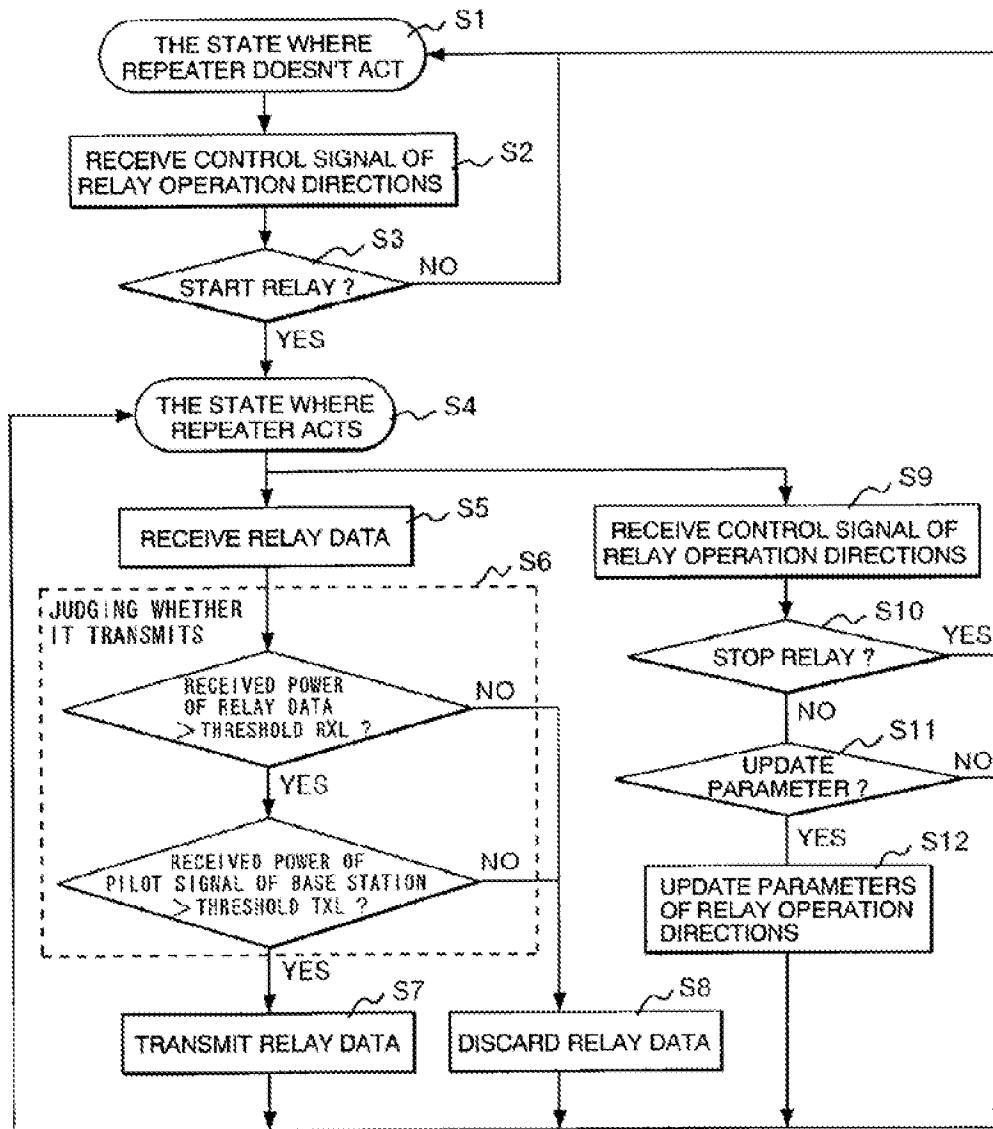 S1
THE STATE WHERE
REPEATER DOESN'T ACT
RECEIVE CONTROL SIGNAL OF
RELAY OPERATION DIRECTIONS
S2
S3
START RELAY ?
NO
YES
THE STATE WHERE
REPEATER ACTS
S4
RECEIVE RELAY DATA
S5
S6
JUDGING WHETHER
IT TRANSMITS
RECEIVED POWER
OF RELAY DATA
> THRESHOLD RXL ?
NO
YES
RECEIVED POWER OF
PILOT SIGNAL OF BASE STATION
> THRESHOLD TXL ?
NO
YES
S7
TRANSMIT RELAY DATA
S8
DISCARD RELAY DATA
S9
RECEIVE CONTROL SIGNAL OF
RELAY OPERATION DIRECTIONS
S10
STOP RELAY ?
YES
NO
S11
UPDATE
PARAMETER ?
NO
YES
S12
UPDATE PARAMETERS
OF RELAY OPERATION
DIRECTIONS